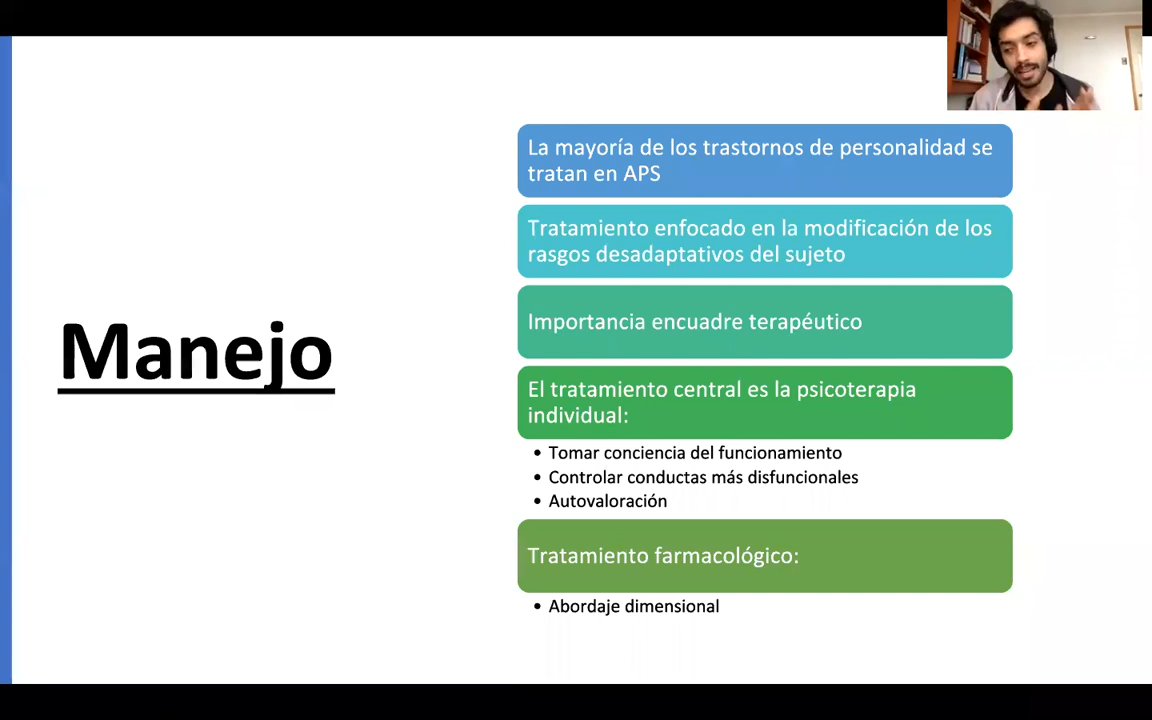 Manejo
La mayoría de los trastornos de personalidad se
tratan en APS
Tratamiento enfocado en la modificación de los
rasgos desadaptativos del sujeto
Importancia encuadre terapéutico
El tratamiento central es la psicoterapia
individual:
• Tomar conciencia del funcionamiento
• Controlar conductas más disfuncionales
• Autovaloración
Tratamiento farmacológico:
• Abordaje dimensional